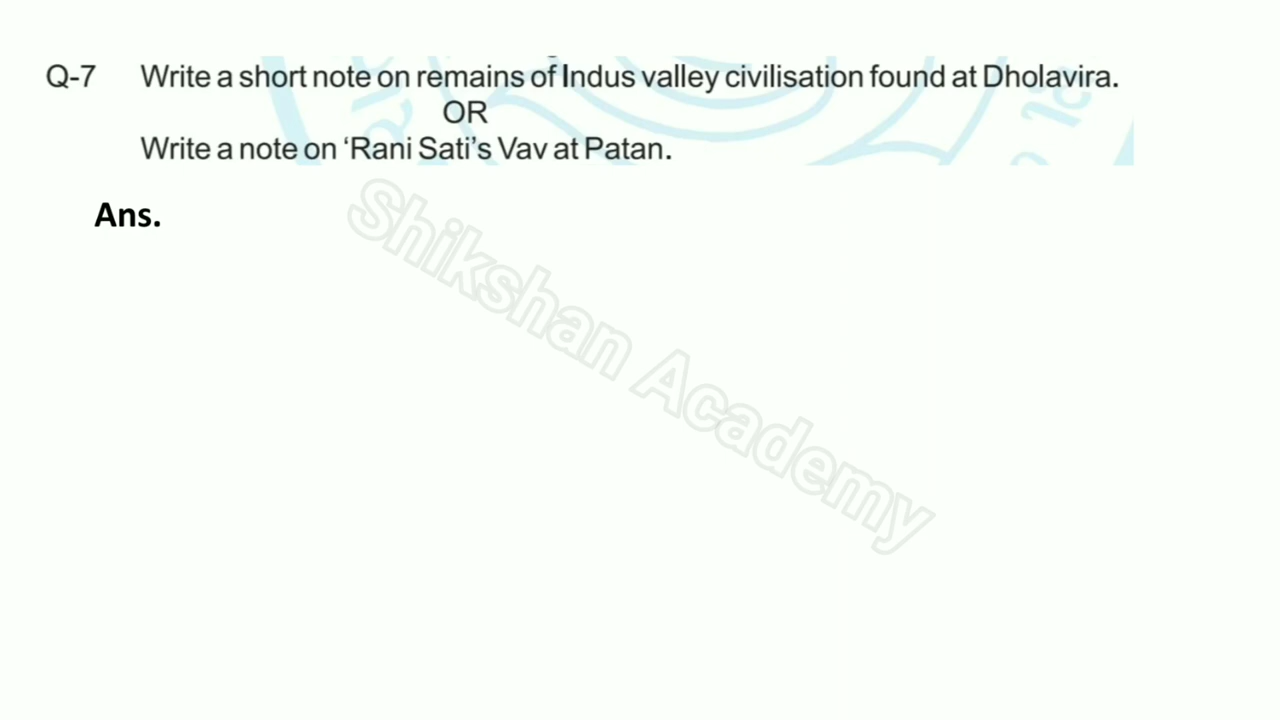 Q-7 Write a short note on remains of Indus valley civilisation found at Dholavira.
OR
Write a note on ‘Rani Sati’s Vav at Patan.
Ans.
Shikshan Academy